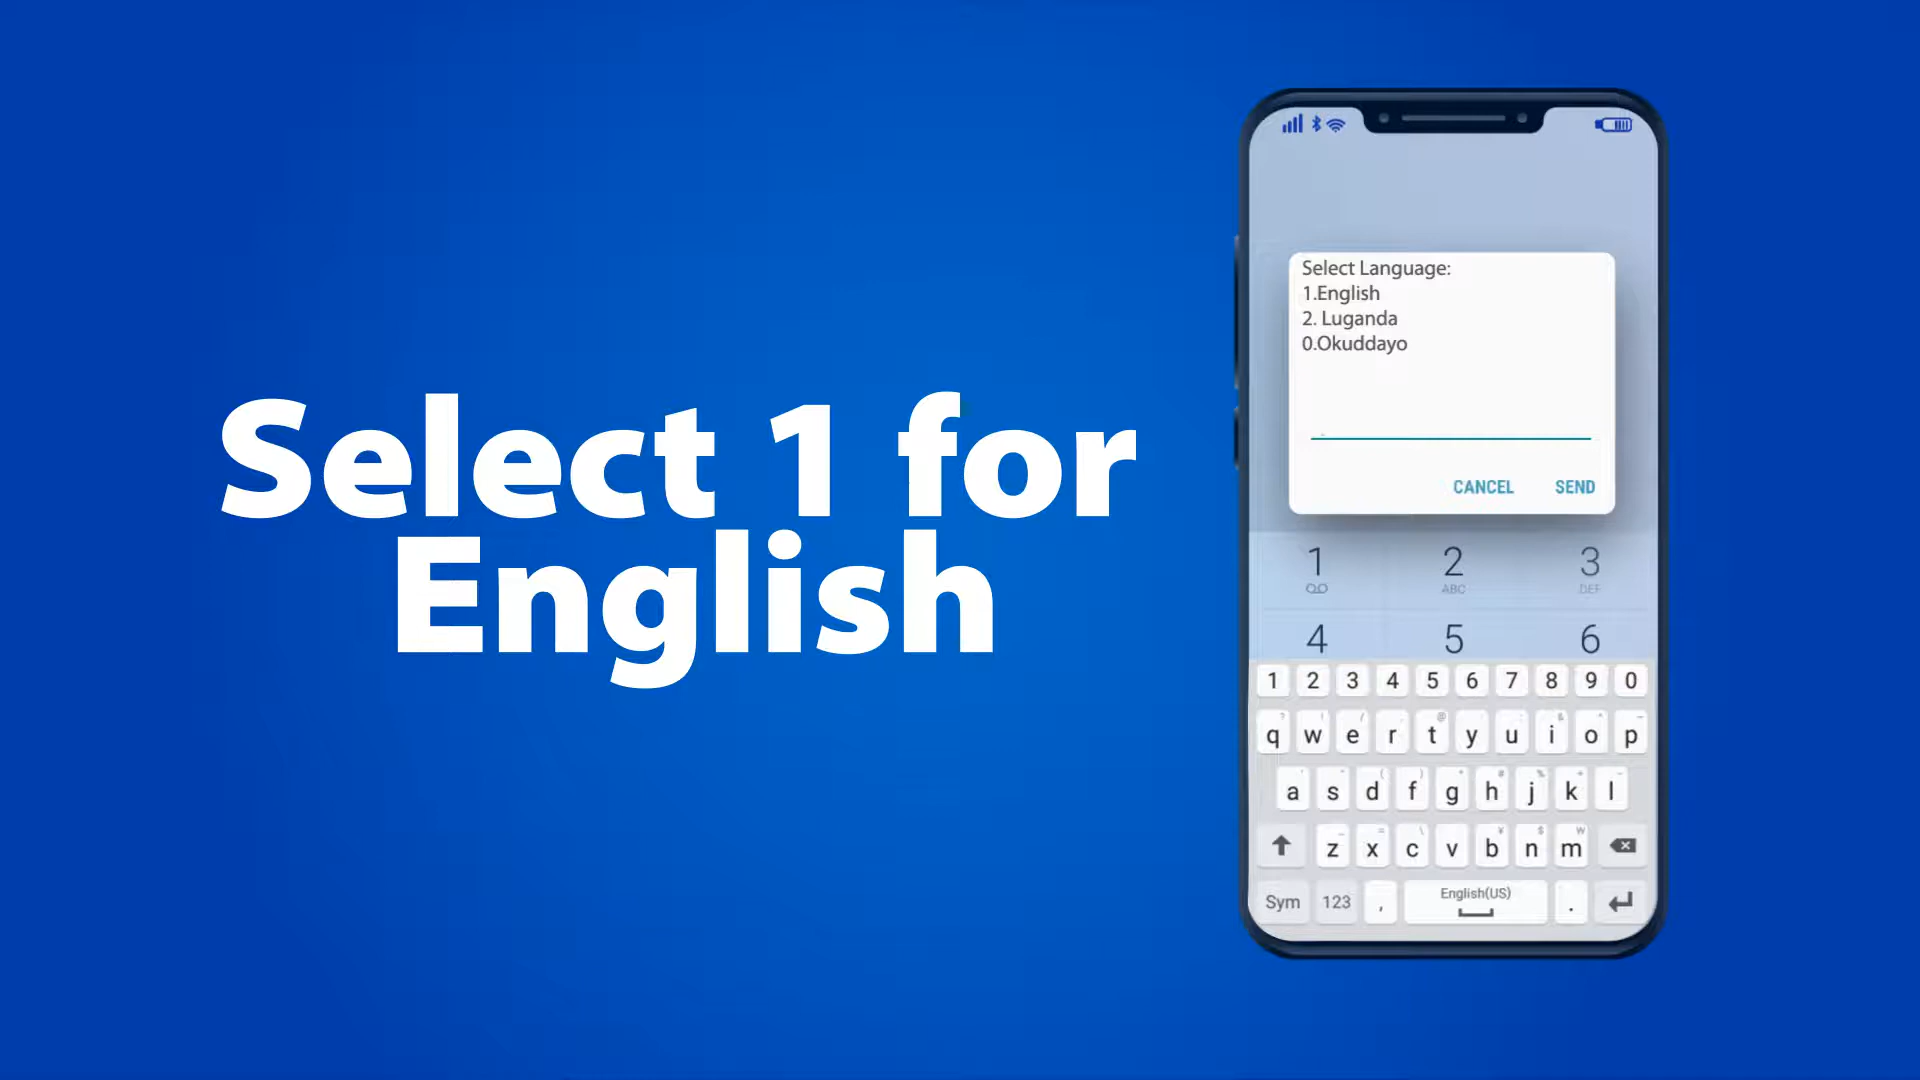 Select 1 for
English
Select Language:
1.English
2. Luganda
0.Okuddayo
CANCEL SEND
1 2 3
ABC DEF
4 5 6
1 2 3 4 5 6 7 8 9 0
q w e r t y u i o p
a s d f g h j k l
z x c v b n m
Sym 123 , English(US) .